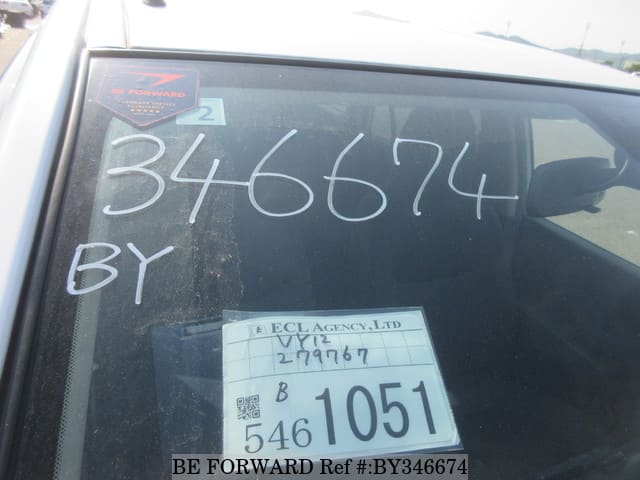 BE FORWARD
2
346674
BY
ECL AGENCY,LTD
VY12
279767
B
546 1051
BE FORWARD Ref #:BY346674